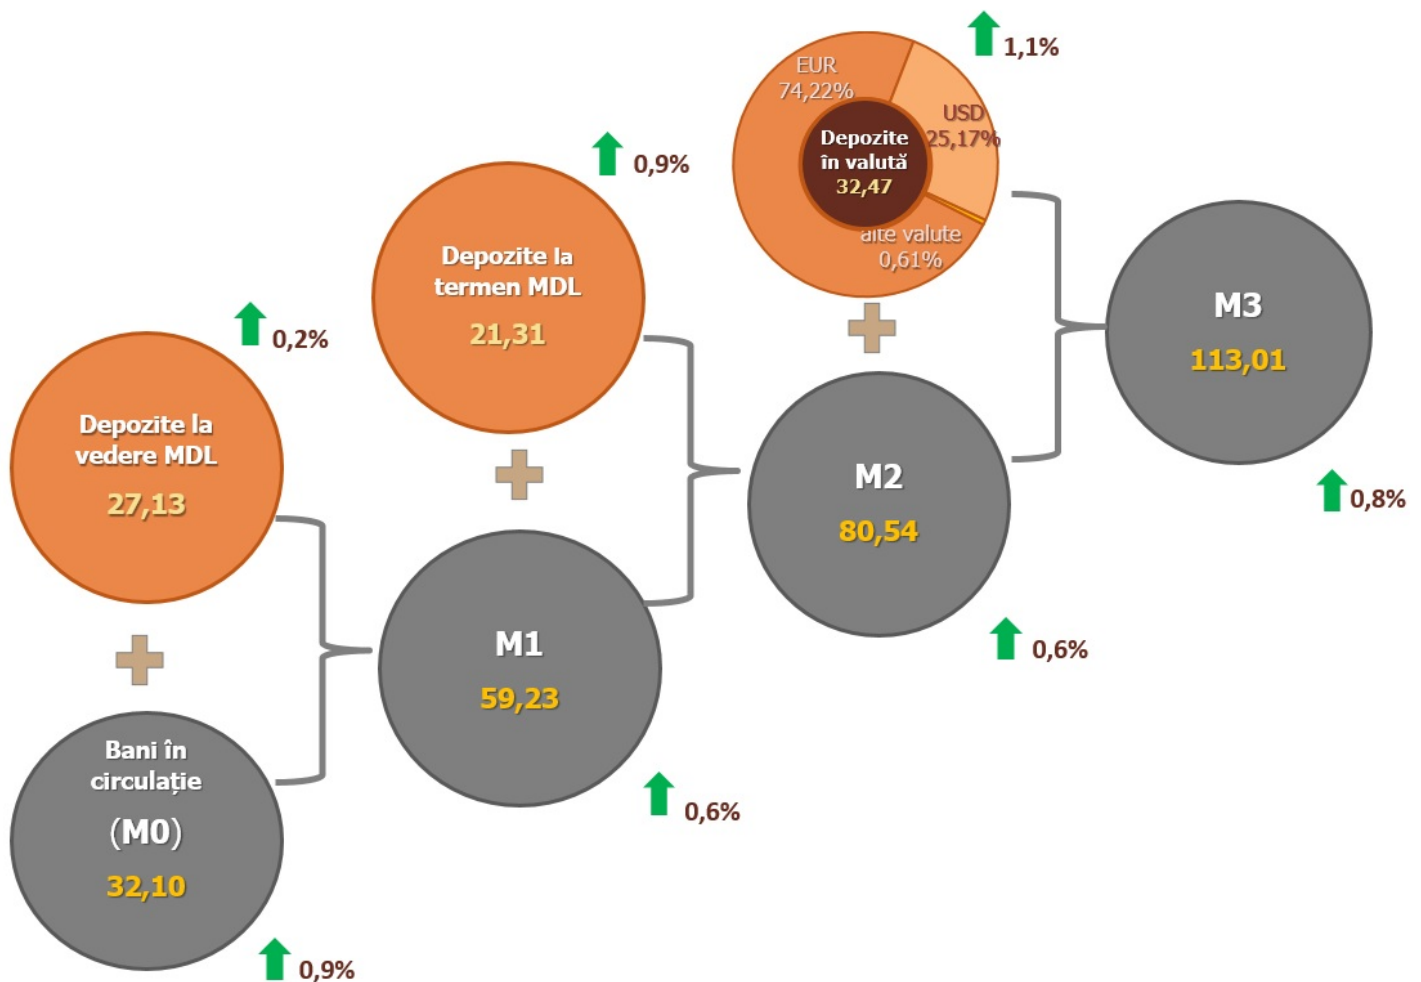 Depozite la
vedere MDL
27,13
0,2%
Bani în
circulație
(M0)
32,10
0,9%
Depozite la
termen MDL
21,31
0,9%
M1
59,23
0,6%
EUR
74,22%
USD
25,17%
alte valute
0,61%
Depozite
în valută
32,47
1,1%
M2
80,54
0,6%
M3
113,01
0,8%